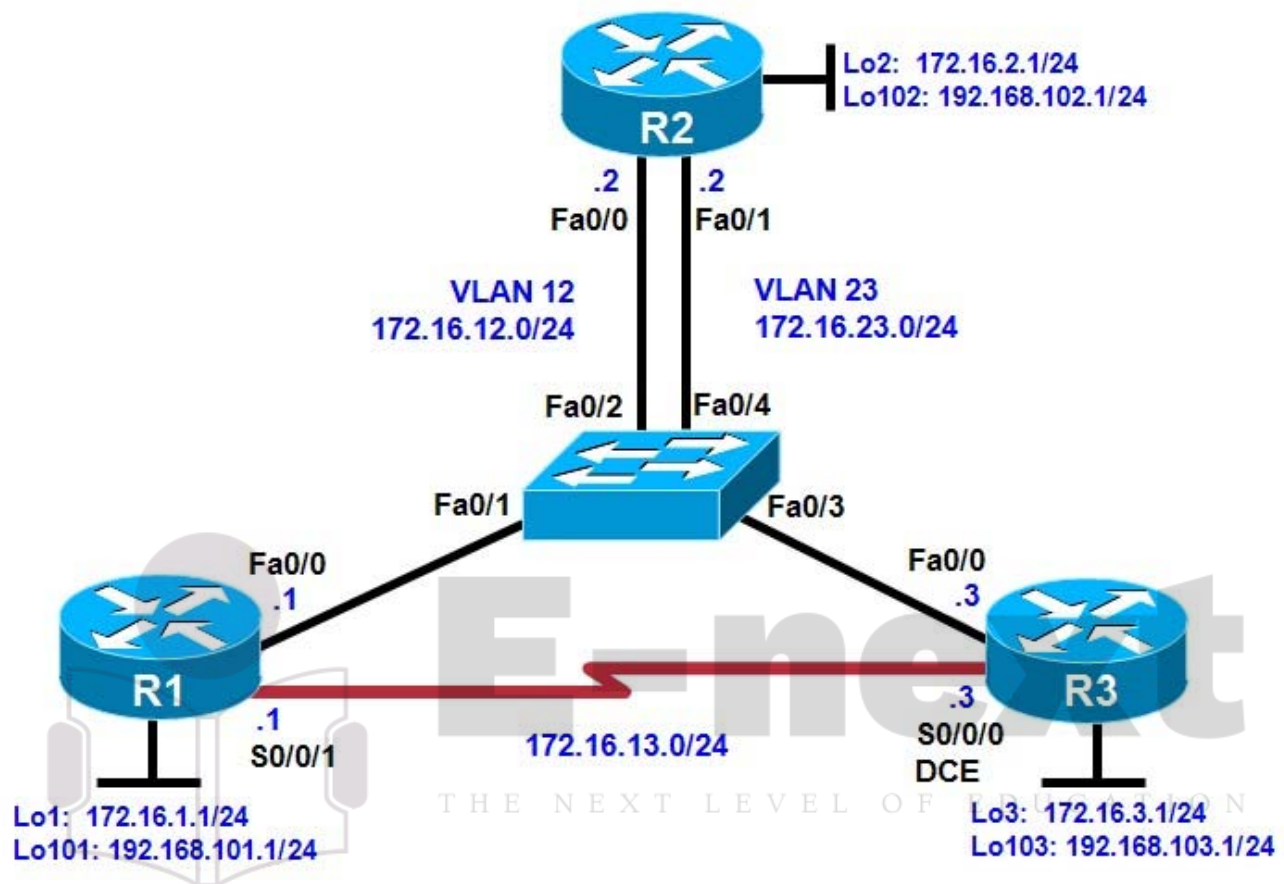 Lo2: 172.16.2.1/24
Lo102: 192.168.102.1/24
R2
.2
.2
Fa0/0
Fa0/1
VLAN 12
172.16.12.0/24
VLAN 23
172.16.23.0/24
Fa0/2
Fa0/4
Fa0/1
Fa0/3
Fa0/0
.1
Fa0/0
.3
E-next
R1
R3
.1
S0/0/1
172.16.13.0/24
.3
S0/0/0
DCE
THE NEXT LEVEL OF EDUCATION
Lo1: 172.16.1.1/24
Lo101: 192.168.101.1/24
Lo3: 172.16.3.1/24
Lo103: 192.168.103.1/24